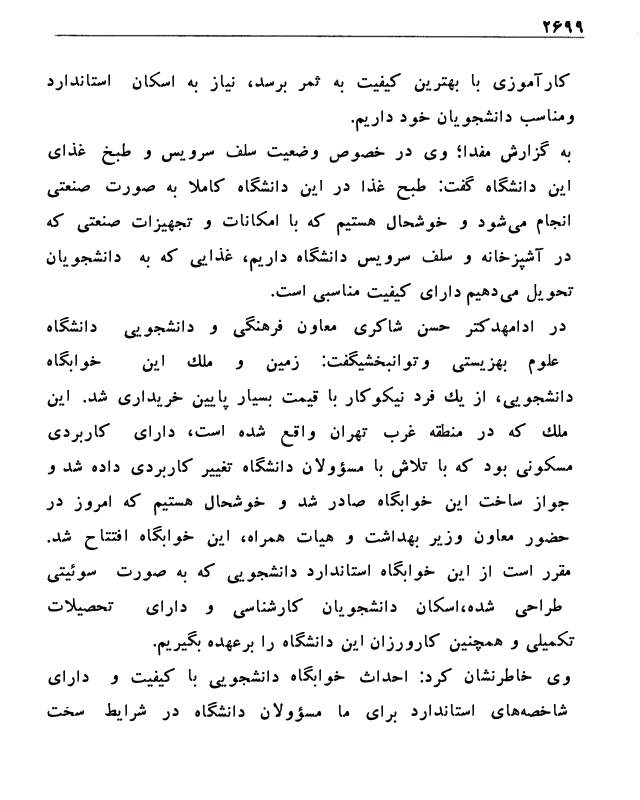 ۲۶۹۹
کارآموزی با بهترین کیفیت به ثمر برسد، نیاز به اسکان استاندارد
ومناسب دانشجویان خود داریم.
به گزارش مفدا؛ وی در خصوص وضعیت سلف سرویس و طبخ غذای
این دانشگاه گفت: طبخ غذا در این دانشگاه کاملا به صورت صنعتی
انجام می‌شود و خوشحال هستیم که با امکانات و تجهیزات صنعتی که
در آشپزخانه و سلف سرویس دانشگاه داریم، غذایی که به دانشجویان
تحویل می‌دهیم دارای کیفیت مناسبی است.
در ادامهدکتر حسن شاکری معاون فرهنگی و دانشجویی دانشگاه
علوم بهزیستی وتوانبخشیگفت: زمین و ملك این خوابگاه
دانشجویی، از یك فرد نیکوکار با قیمت بسیار پایین خریداری شد. این
ملك که در منطقه غرب تهران واقع شده است، دارای کاربردی
مسکونی بود که با تلاش با مسؤولان دانشگاه تغییر کاربردی داده شد و
جواز ساخت این خوابگاه صادر شد و خوشحال هستیم که امروز در
حضور معاون وزیر بهداشت و هیات همراه، این خوابگاه افتتاح شد.
مقرر است از این خوابگاه استاندارد دانشجویی که به صورت سوئیتی
طراحی شده،اسکان دانشجویان کارشناسی و دارای تحصیلات
تکمیلی و همچنین کارورزان این دانشگاه را برعهده بگیریم.
وی خاطرنشان کرد: احداث خوابگاه دانشجویی با کیفیت و دارای
شاخصه‌های استاندارد برای ما مسؤولان دانشگاه در شرایط سخت